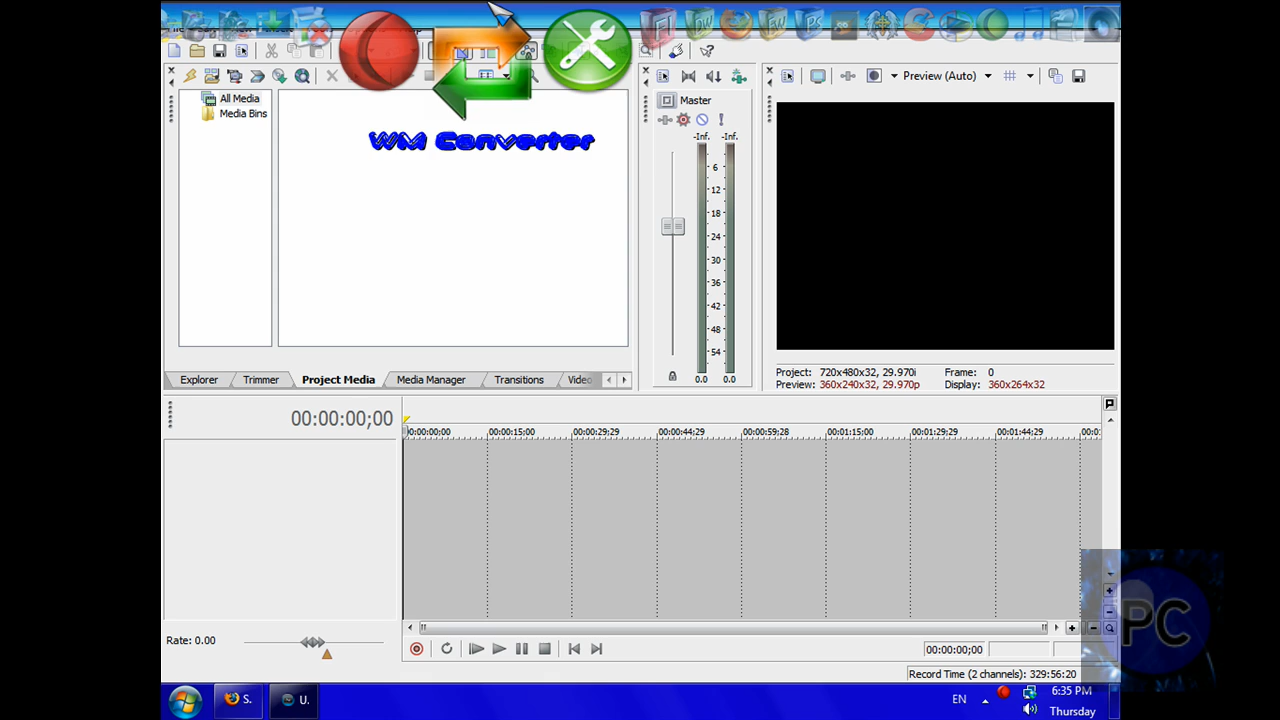 WM Converter
All Media
Media Bins
Master
Preview (Auto)
-Inf. -Inf.
6
12
18
24
30
36
42
48
54
0.0 0.0
Explorer Trimmer Project Media Media Manager Transitions Video
Project: 720x480x32, 29.970i Frame: 0
Preview: 360x240x32, 29.970p Display: 360x264x32
00:00:00;00
00:00:00;00 00:00:15;00 00:00:29;29 00:00:44;29 00:00:59;28 00:01:15;00 00:01:29;29 00:01:44;29 00:0
Rate: 0.00
00:00:00;00
Record Time (2 channels): 329:56:20
PC
S. U. EN 6:35 PM
Thursday